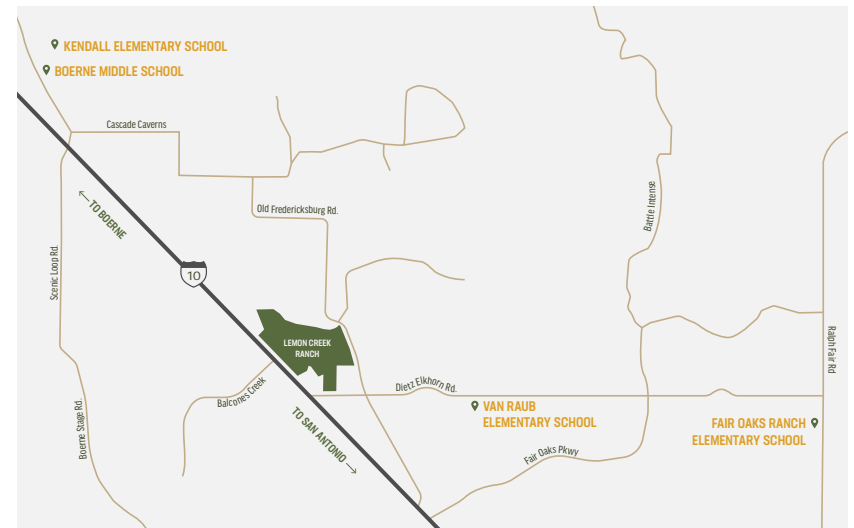 KENDALL ELEMENTARY SCHOOL
BOERNE MIDDLE SCHOOL
Cascade Caverns
← TO BOERNE
Old Fredericksburg Rd.
Battle Intense
Scenic Loop Rd.
10
LEMON CREEK
RANCH
Ralph Fair Rd
Dietz Elkhorn Rd.
Balcones Creek
VAN RAUB
ELEMENTARY SCHOOL
Boerne Stage Rd.
TO SAN ANTONIO →
FAIR OAKS RANCH
ELEMENTARY SCHOOL
Fair Oaks Pkwy